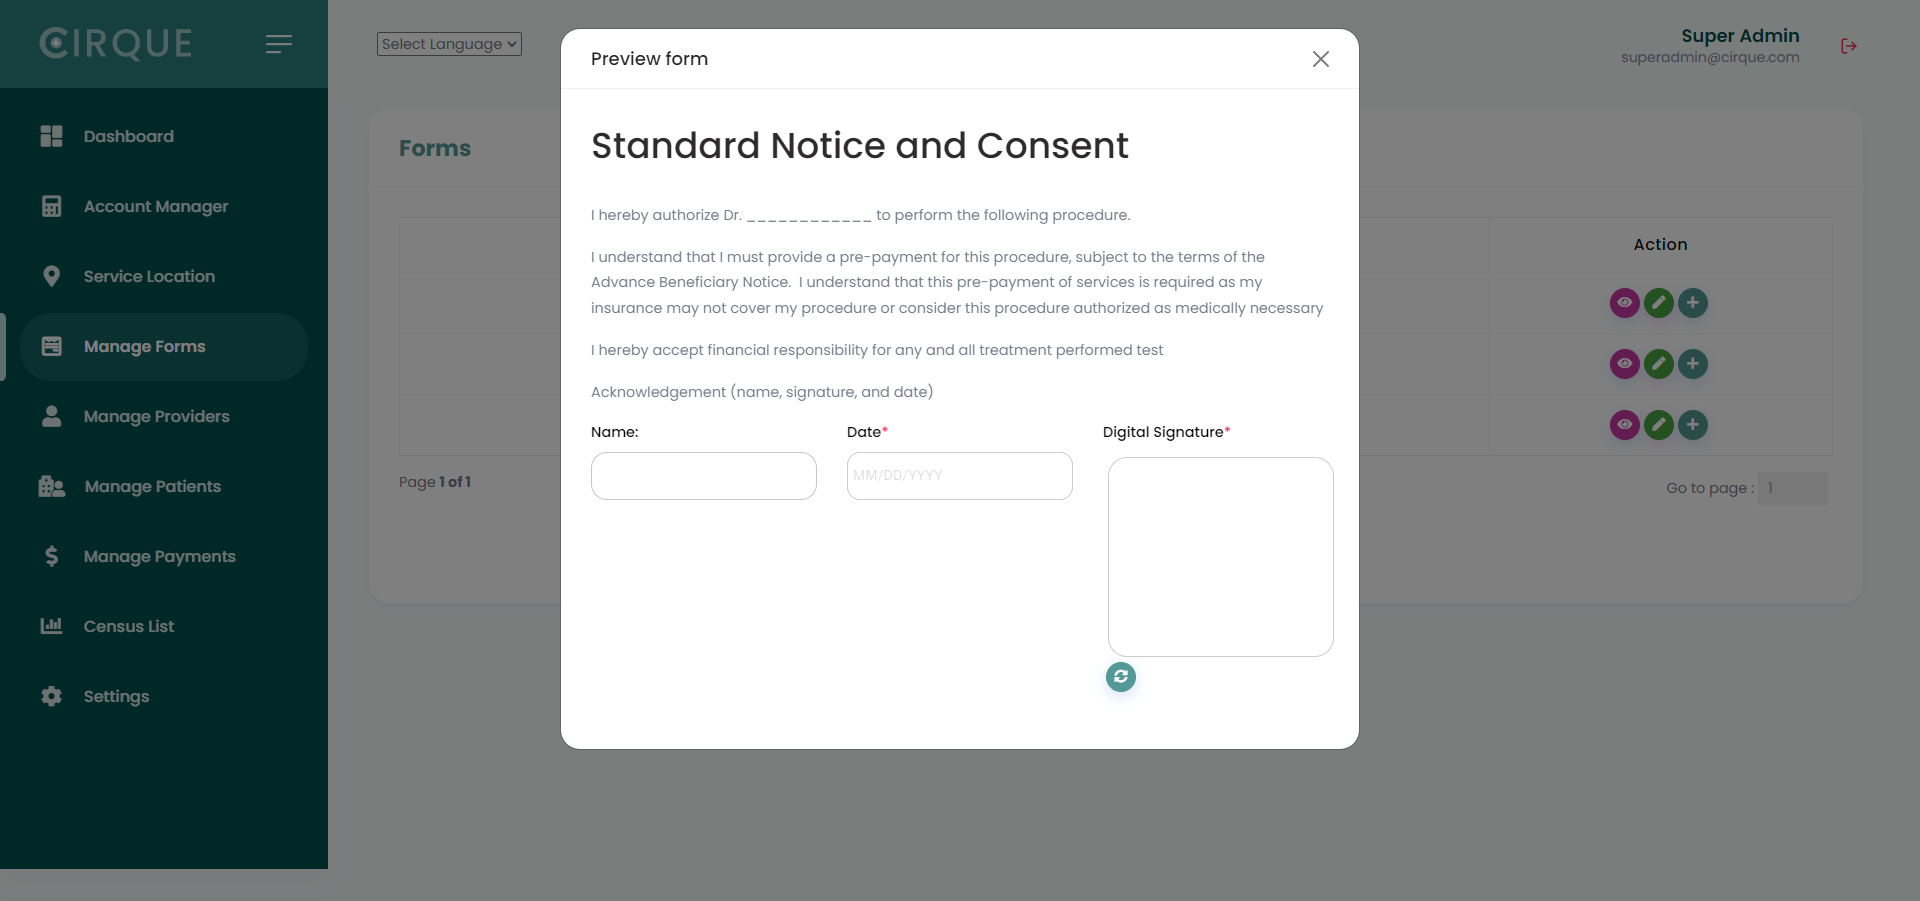 CIRQUE
Select Language
Super Admin
superadmin@cirque.com
Dashboard
Account Manager
Service Location
Manage Forms
Manage Providers
Manage Patients
Manage Payments
Census List
Settings
Forms
Action
Page 1 of 1
Go to page : 1
Preview form
Standard Notice and Consent
I hereby authorize Dr. ____________ to perform the following procedure.
I understand that I must provide a pre-payment for this procedure, subject to the terms of the
Advance Beneficiary Notice.  I understand that this pre-payment of services is required as my
insurance may not cover my procedure or consider this procedure authorized as medically necessary
I hereby accept financial responsibility for any and all treatment performed test
Acknowledgement (name, signature, and date)
Name:
Date*
Digital Signature*
MM/DD/YYYY